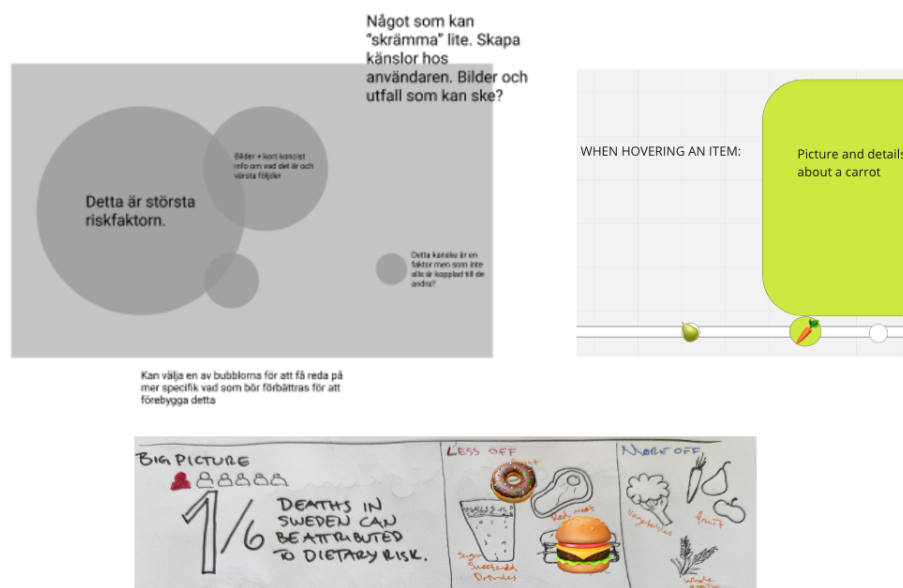 Något som kan
“skrämma” lite. Skapa
känslor hos
användaren. Bilder och
utfall som kan ske?
Bilder + kort koncist
info om vad det är och
värsta följder
Detta är största
riskfaktorn.
Detta kanske är en
faktor men som inte
alls är kopplad till de
andra?
Kan välja en av bubblorna för att få reda på
mer specifik vad som bör förbättras för att
förebygga detta
WHEN HOVERING AN ITEM:
Picture and details
about a carrot
BIG PICTURE
1/6
DEATHS IN
SWEDEN CAN
BE ATTRIBUTED
TO DIETARY RISK.
LESS OFF
Red meat
Sugar
Sweetened
MORE OFF
Vegetables
fruit
Whole